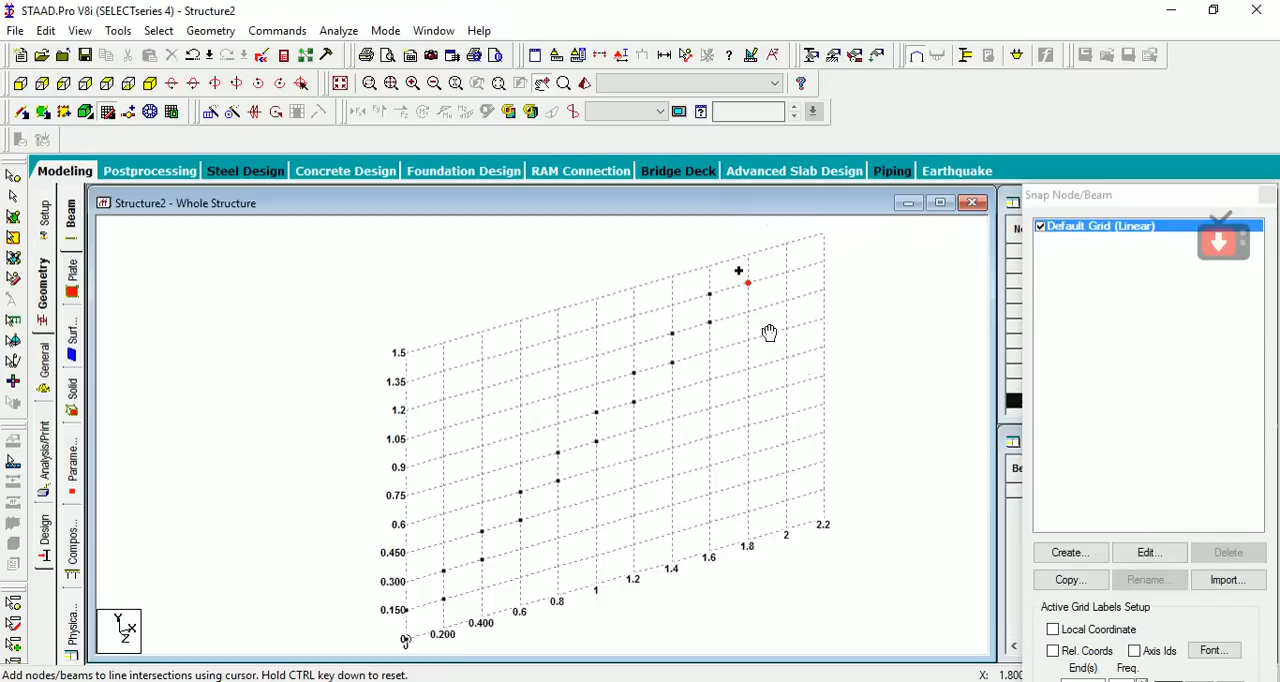 STAAD.Pro V8i (SELECTseries 4) - Structure2
File Edit View Tools Select Geometry Commands Analyze Mode Window Help
Modeling Postprocessing Steel Design Concrete Design Foundation Design RAM Connection Bridge Deck Advanced Slab Design Piping Earthquake
Structure2 - Whole Structure
Snap Node/Beam
Default Grid (Linear)
Setup
Geometry
General
Analysis/Print
Design
Beam
Plate
Surf...
Solid
Parame...
Compos...
Physica...
1.5
1.35
1.2
1.05
0.9
0.75
0.6
0.450
0.300
0.150
0
0.200
0.400
0.6
0.8
1
1.2
1.4
1.6
1.8
2
2.2
Y
X
Z
Create... Edit... Delete
Copy... Rename... Import...
Active Grid Labels Setup
Local Coordinate
Rel. Coords Axis Ids Font...
End(s) Freq.
Add nodes/beams to line intersections using cursor. Hold CTRL key down to reset.
X: 1.800